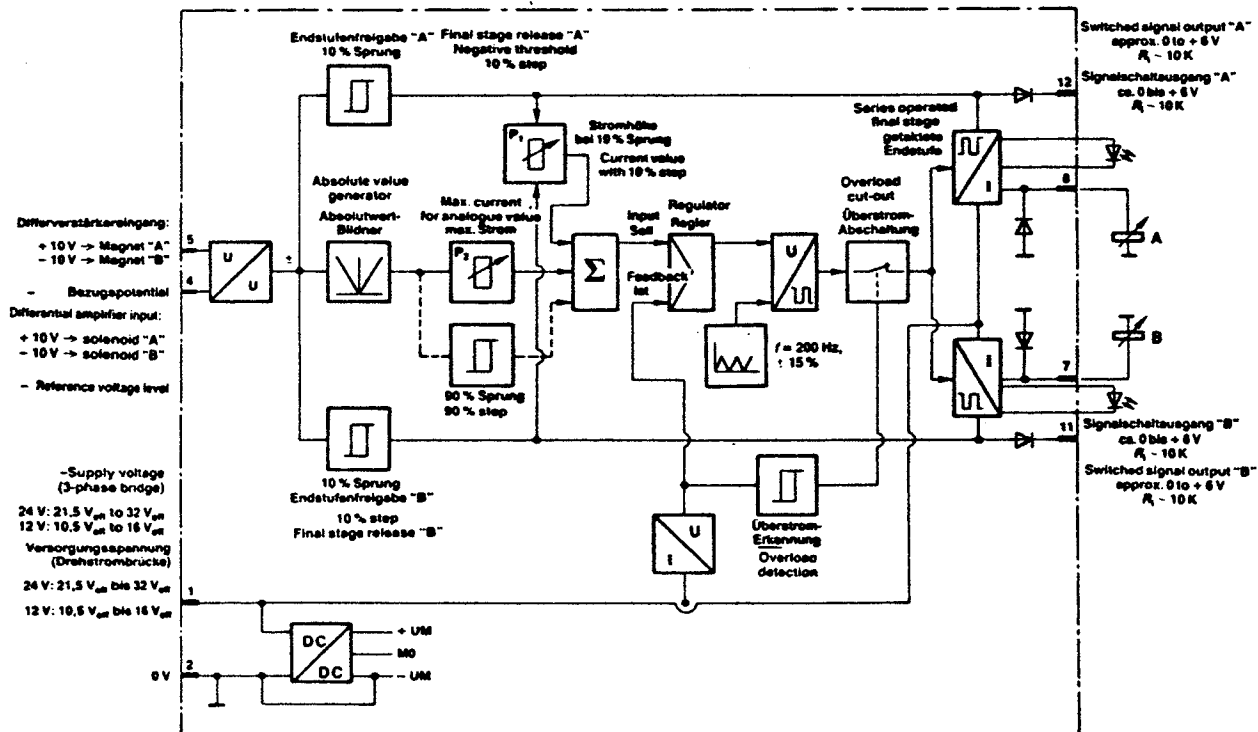 Endstufenfreigabe "A"
10 % Sprung
Final stage release "A"
Negative threshold
10 % step
Switched signal output "A"
approx. 0 to + 6 V
Rᵢ ~ 10 K
12
Signalschaltausgang "A"
ca. 0 bis + 6 V
Rᵢ ~ 10 K
P₁
Stromhöhe
bei 10 % Sprung
Current value
with 10 % step
Series operated
final stage
getaktete
Endstufe
i
8
A
Absolute value
generator
Absolutwert-
Bildner
Max. current
for analogue value
max. Strom
P₂
Input
Soll
Regulator
Regler
Feedback
Ist
Overload
cut-out
Überstrom-
Abschaltung
Differverstärkereingang:
+ 10 V → Magnet "A"
− 10 V → Magnet "B"
5
4
− Bezugspotential
U
U
±
Σ
U
Differential amplifier input:
+ 10 V → solenoid "A"
− 10 V → solenoid "B"
− Reference voltage level
f = 200 Hz,
± 15 %
90 % Sprung
90 % step
i
B
7
10 % Sprung
Endstufenfreigabe "B"
10 % step
Final stage release "B"
11
Signalschaltausgang "B"
ca. 0 bis + 6 V
Rᵢ ~ 10 K
Switched signal output "B"
approx. 0 to + 6 V
Rᵢ ~ 10 K
−Supply voltage
(3-phase bridge)
24 V: 21,5 Veff to 32 Veff
12 V: 10,5 Veff to 16 Veff
Versorgungsspannung
(Drehstrombrücke)
24 V: 21,5 Veff bis 32 Veff
12 V: 10,5 Veff bis 16 Veff
1
U
i
Überstrom-
Erkennung
Overload
detection
DC
DC
+ UM
M0
− UM
2
0 V